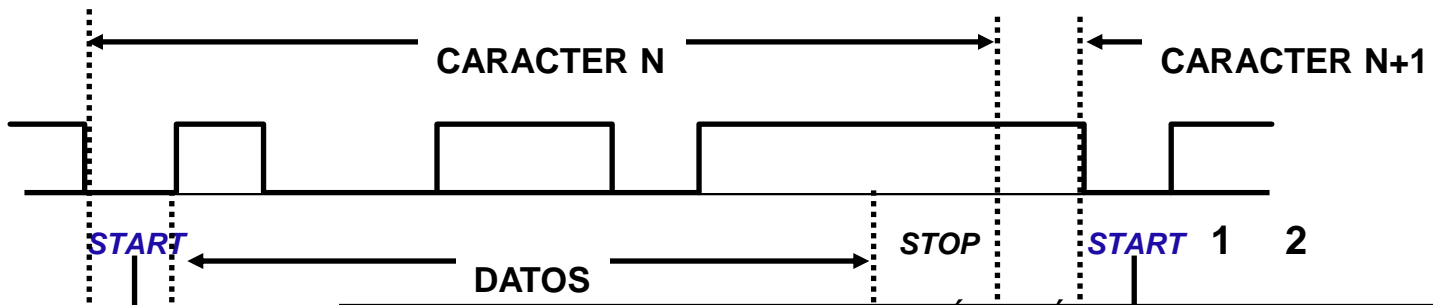 CARACTER N
CARACTER N+1
START
STOP
START 1 2
DATOS